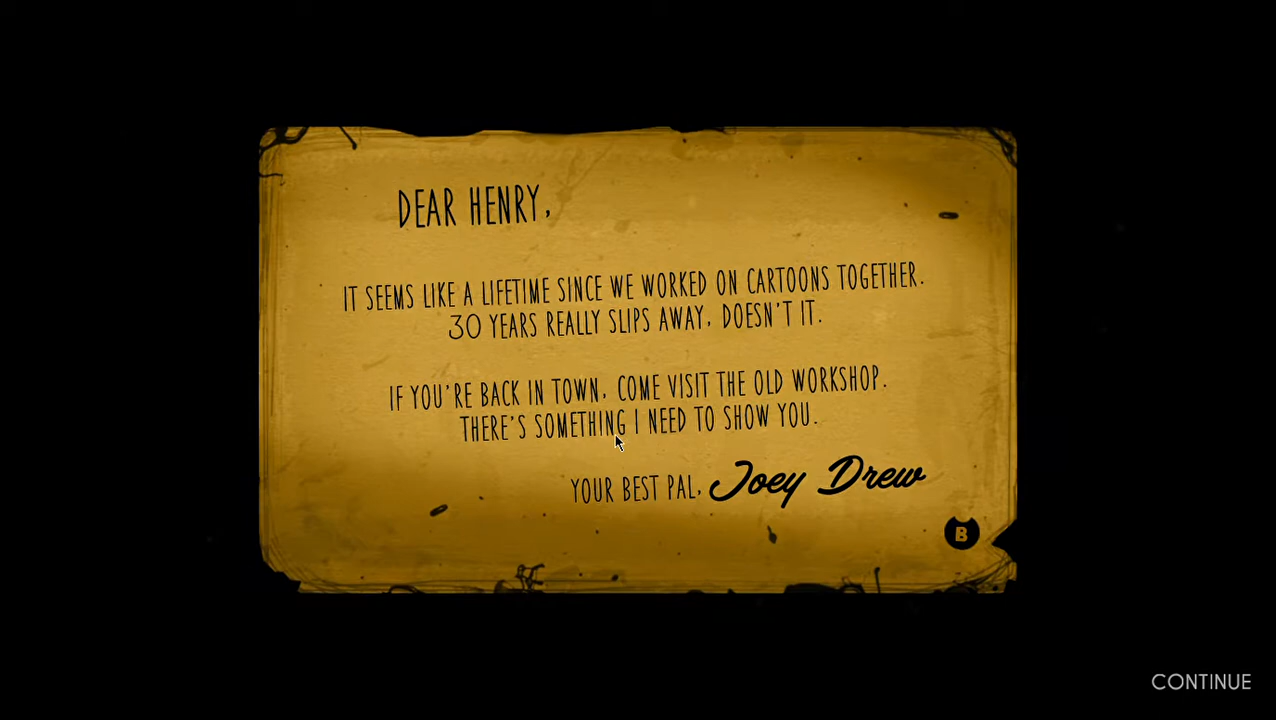 DEAR HENRY,
IT SEEMS LIKE A LIFETIME SINCE WE WORKED ON CARTOONS TOGETHER.
30 YEARS REALLY SLIPS AWAY, DOESN'T IT.
IF YOU'RE BACK IN TOWN, COME VISIT THE OLD WORKSHOP.
THERE'S SOMETHING I NEED TO SHOW YOU.
YOUR BEST PAL, Joey Drew
B
CONTINUE